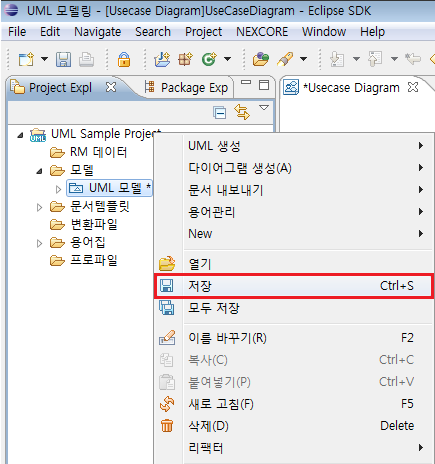 UML 모델링 - [Usecase Diagram]UseCaseDiagram - Eclipse SDK
File Edit Navigate Search Project NEXCORE Window Help
Project Expl Package Exp *Usecase Diagram
UML Sample Project
RM 데이터
모델
UML 모델 *
문서템플릿
변환파일
용어집
프로파일
UML 생성
다이어그램 생성(A)
문서 내보내기
용어관리
New
열기
저장 Ctrl+S
모두 저장
이름 바꾸기(R) F2
복사(C) Ctrl+C
붙여넣기(P) Ctrl+V
새로 고침(F) F5
삭제(D) Delete
리팩터